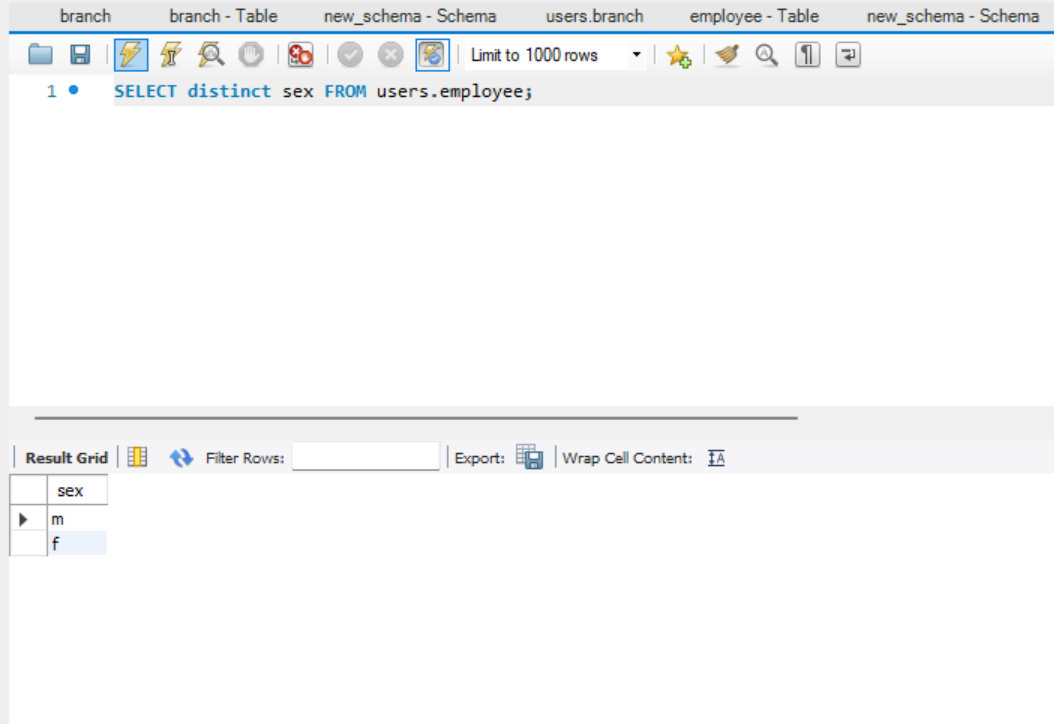 branch branch - Table new_schema - Schema users.branch employee - Table new_schema - Schema
Limit to 1000 rows
1 SELECT distinct sex FROM users.employee;
Result Grid Filter Rows: Export: Wrap Cell Content:
sex
m
f